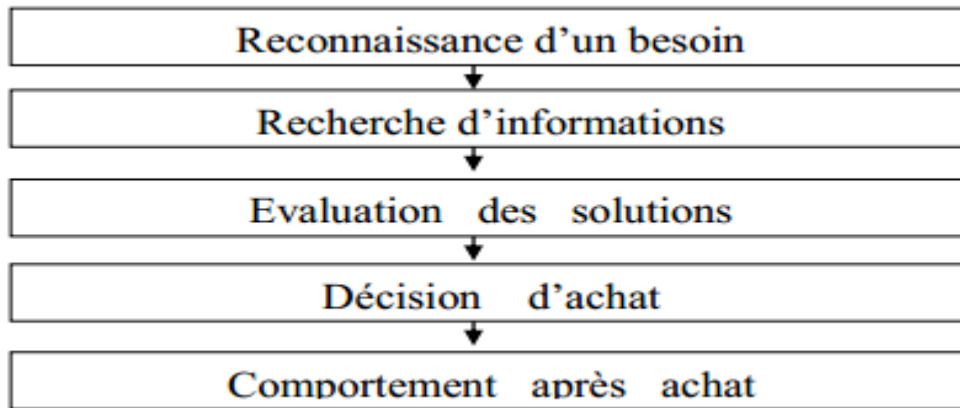 Reconnaissance d’un besoin
Recherche d’informations
Evaluation des solutions
Décision d’achat
Comportement après achat